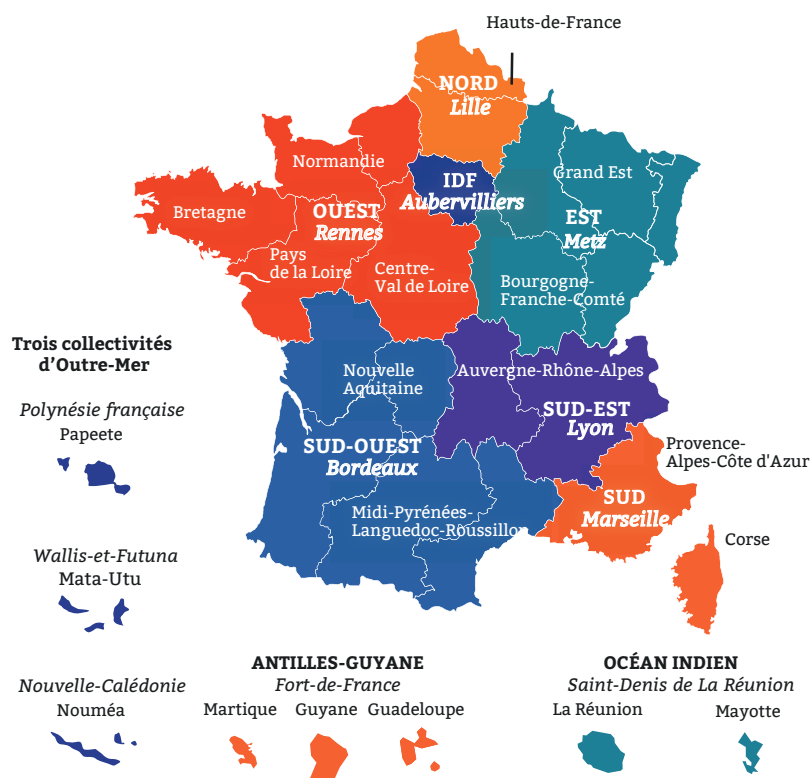 Hauts-de-France
NORD
Lille
Normandie
IDF
Aubervilliers
Grand Est
Bretagne
OUEST
Rennes
EST
Metz
Pays
de la Loire
Centre-
Val de Loire
Bourgogne-
Franche-Comté
Trois collectivités
d'Outre-Mer
Nouvelle
Aquitaine
Auvergne-Rhône-Alpes
Polynésie française
Papeete
SUD-EST
Lyon
SUD-OUEST
Bordeaux
Provence-
Alpes-Côte d'Azur
SUD
Marseille
Midi-Pyrénées-
Languedoc-Roussillon
Corse
Wallis-et-Futuna
Mata-Utu
Nouvelle-Calédonie
Nouméa
ANTILLES-GUYANE
Fort-de-France
Martique Guyane Guadeloupe
OCÉAN INDIEN
Saint-Denis de La Réunion
La Réunion Mayotte